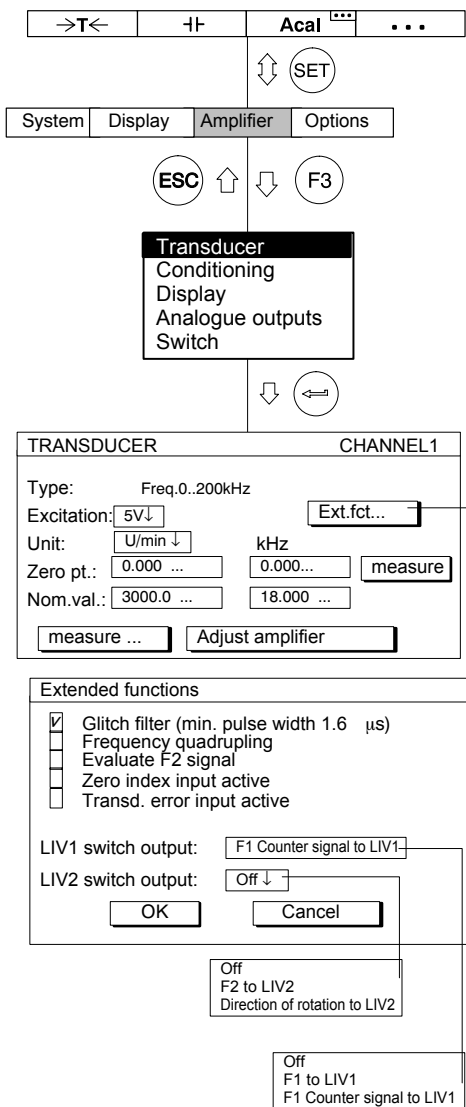 →T← ⊣⊢ Acal ... ...
SET
System Display Amplifier Options
ESC F3
Transducer
Conditioning
Display
Analogue outputs
Switch
TRANSDUCER CHANNEL1
Type: Freq.0..200kHz
Excitation: 5V↓ Ext.fct...
Unit: U/min ↓ kHz
Zero pt.: 0.000 ... 0.000... measure
Nom.val.: 3000.0 ... 18.000 ...
measure ... Adjust amplifier
Extended functions
Glitch filter (min. pulse width 1.6 μs)
Frequency quadrupling
Evaluate F2 signal
Zero index input active
Transd. error input active
LIV1 switch output: F1 Counter signal to LIV1
LIV2 switch output: Off ↓
OK Cancel
Off
F2 to LIV2
Direction of rotation to LIV2
Off
F1 to LIV1
F1 Counter signal to LIV1